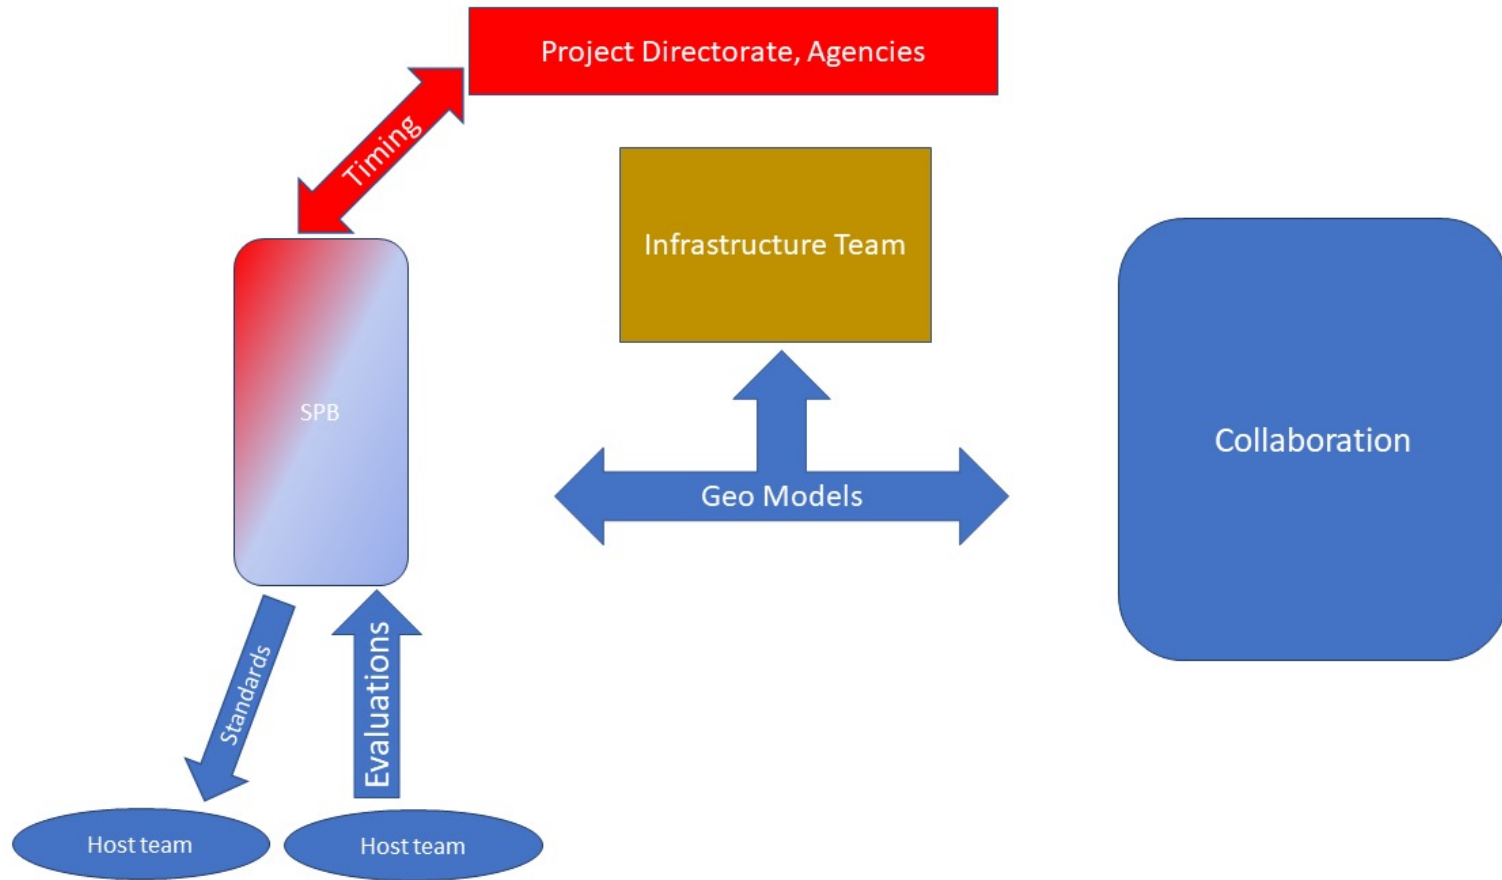 Project Directorate, Agencies
Timing
Infrastructure Team
SPB
Collaboration
Geo Models
Standards
Evaluations
Host team
Host team